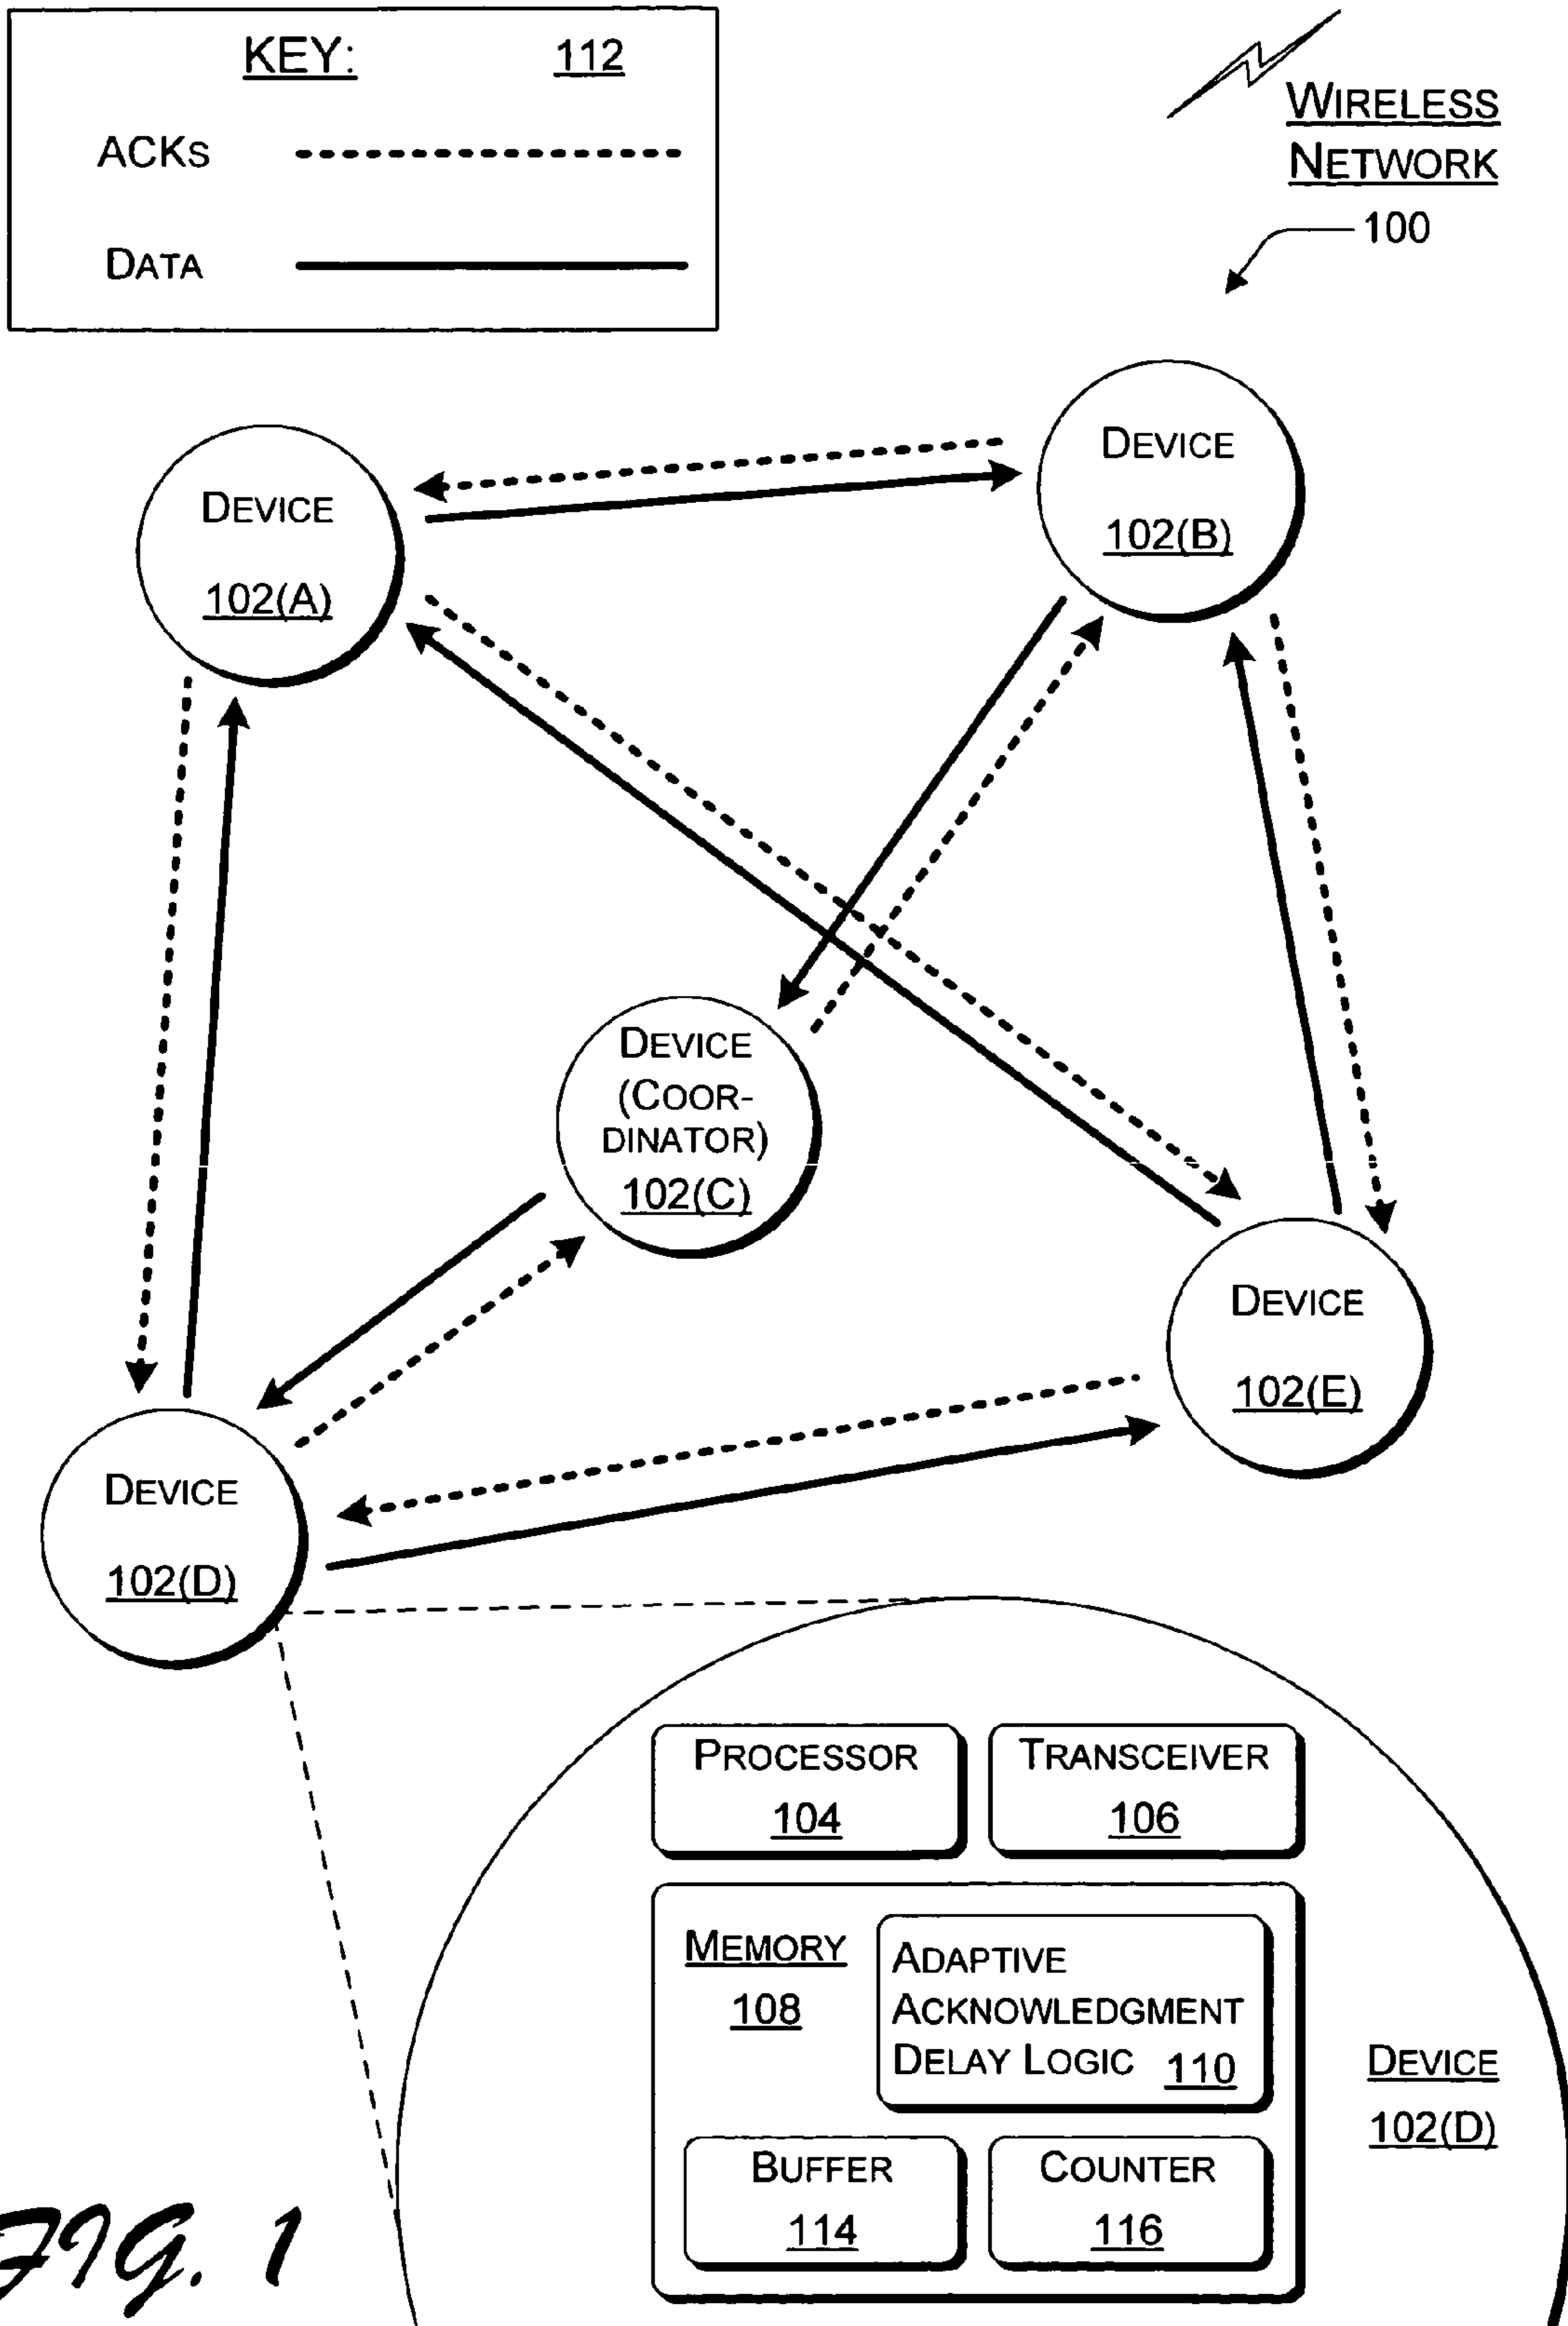 KEY: 112
ACKS
DATA
WIRELESS
NETWORK
100
DEVICE
102(B)
DEVICE
102(A)
DEVICE
(COOR-
DINATOR)
102(C)
DEVICE
102(E)
DEVICE
102(D)
PROCESSOR
104
TRANSCEIVER
106
MEMORY
108
ADAPTIVE
ACKNOWLEDGMENT
DELAY LOGIC 110
DEVICE
102(D)
BUFFER
114
COUNTER
116
FIG. 1